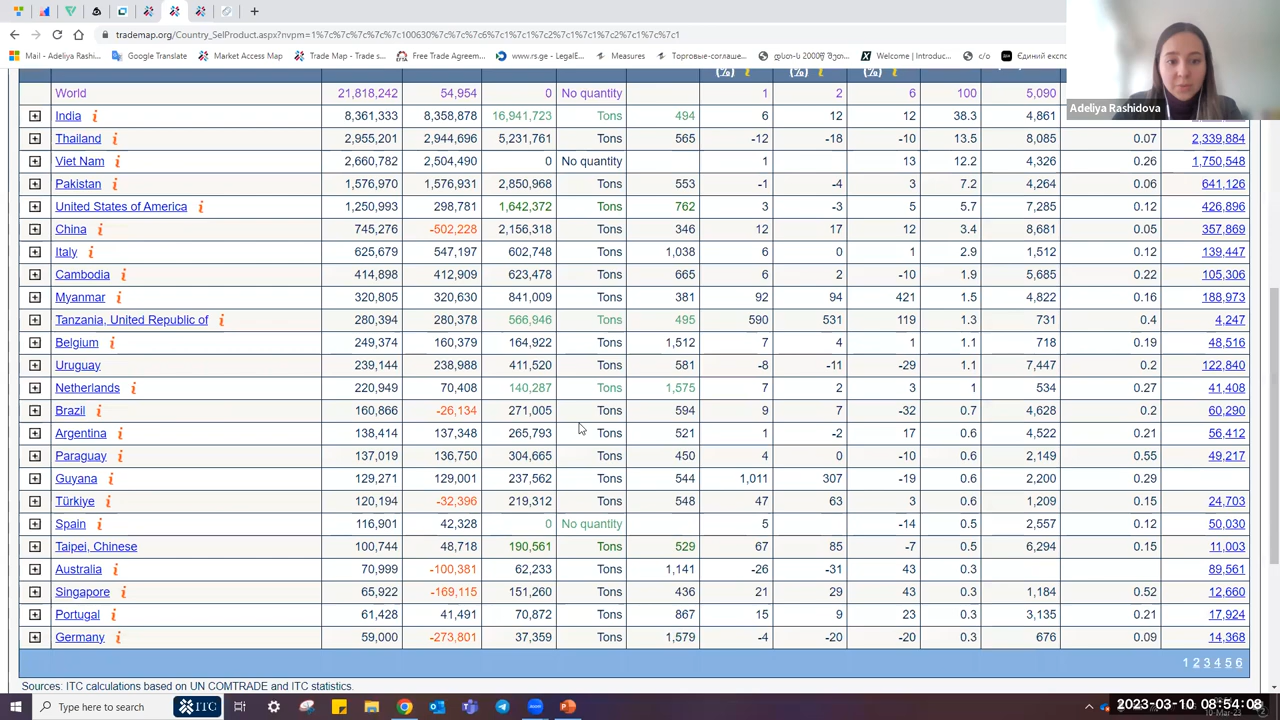 trademap.org/Country_SelProduct.aspx?nvpm=1%7c%7c%7c%7c%7c100630%7c%7c%7c6%7c1%7c1%7c2%7c1%7c1%7c2%7c1%7c%7c1
Mail - Adeliya Rashi... Google Translate Market Access Map Trade Map - Trade s... Free Trade Agreem... www.rs.ge - LegalE... Measures Торговые-соглаше... Welcome | Introduc... c/o Єдиний експо
(%) i (%) i (%) i
Adeliya Rashidova
World 21,818,242 54,954 0 No quantity 1 2 6 100 5,090
India i 8,361,333 8,358,878 16,941,723 Tons 494 6 12 12 38.3 4,861
Thailand i 2,955,201 2,944,696 5,231,761 Tons 565 -12 -18 -10 13.5 8,085 0.07 2,339,884
Viet Nam i 2,660,782 2,504,490 0 No quantity 1 13 12.2 4,326 0.26 1,750,548
Pakistan i 1,576,970 1,576,931 2,850,968 Tons 553 -1 -4 3 7.2 4,264 0.06 641,126
United States of America i 1,250,993 298,781 1,642,372 Tons 762 3 -3 5 5.7 7,285 0.12 426,896
China i 745,276 -502,228 2,156,318 Tons 346 12 17 12 3.4 8,681 0.05 357,869
Italy i 625,679 547,197 602,748 Tons 1,038 6 0 1 2.9 1,512 0.12 139,447
Cambodia i 414,898 412,909 623,478 Tons 665 6 2 -10 1.9 5,685 0.22 105,306
Myanmar i 320,805 320,630 841,009 Tons 381 92 94 421 1.5 4,822 0.16 188,973
Tanzania, United Republic of i 280,394 280,378 566,946 Tons 495 590 531 119 1.3 731 0.4 4,247
Belgium i 249,374 160,379 164,922 Tons 1,512 7 4 1 1.1 718 0.19 48,516
Uruguay 239,144 238,988 411,520 Tons 581 -8 -11 -29 1.1 7,447 0.2 122,840
Netherlands i 220,949 70,408 140,287 Tons 1,575 7 2 3 1 534 0.27 41,408
Brazil i 160,866 -26,134 271,005 Tons 594 9 7 -32 0.7 4,628 0.2 60,290
Argentina i 138,414 137,348 265,793 Tons 521 1 -2 17 0.6 4,522 0.21 56,412
Paraguay i 137,019 136,750 304,665 Tons 450 4 0 -10 0.6 2,149 0.55 49,217
Guyana i 129,271 129,001 237,562 Tons 544 1,011 307 -19 0.6 2,200 0.29
Türkiye i 120,194 -32,396 219,312 Tons 548 47 63 3 0.6 1,209 0.15 24,703
Spain i 116,901 42,328 0 No quantity 5 -14 0.5 2,557 0.12 50,030
Taipei, Chinese 100,744 48,718 190,561 Tons 529 67 85 -7 0.5 6,294 0.15 11,003
Australia i 70,999 -100,381 62,233 Tons 1,141 -26 -31 43 0.3 89,561
Singapore i 65,922 -169,115 151,260 Tons 436 21 29 43 0.3 1,184 0.52 12,660
Portugal i 61,428 41,491 70,872 Tons 867 15 9 23 0.3 3,135 0.21 17,924
Germany i 59,000 -273,801 37,359 Tons 1,579 -4 -20 -20 0.3 676 0.09 14,368
1 2 3 4 5 6
Sources: ITC calculations based on UN COMTRADE and ITC statistics.
Type here to search ITC
2023-03-10 08:54:08
10-Mar-23